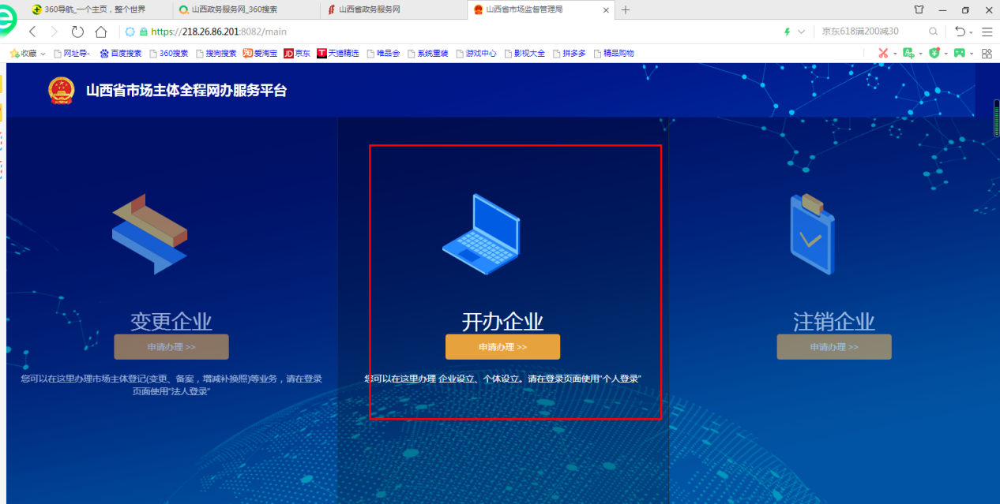 360导航_一个主页，整个世界
山西政务服务网_360搜索
山西省政务服务网
山西省市场监督管理局
https://218.26.86.201:8082/main
京东618满200减30
收藏
网址导·
百度搜索
360搜索
搜狗搜索
淘 爱淘宝
JD 京东
T 天猫精选
唯品会
系统重装
游戏中心
影视大全
拼多多
精品购物
山西省市场主体全程网办服务平台
变更企业
申请办理 >>
您可以在这里办理市场主体登记(变更、备案，增减补换照)等业务，请在登录
页面使用“法人登录”
开办企业
申请办理 >>
您可以在这里办理 企业设立、个体设立。请在登录页面使用“个人登录”
注销企业
申请办理 >>